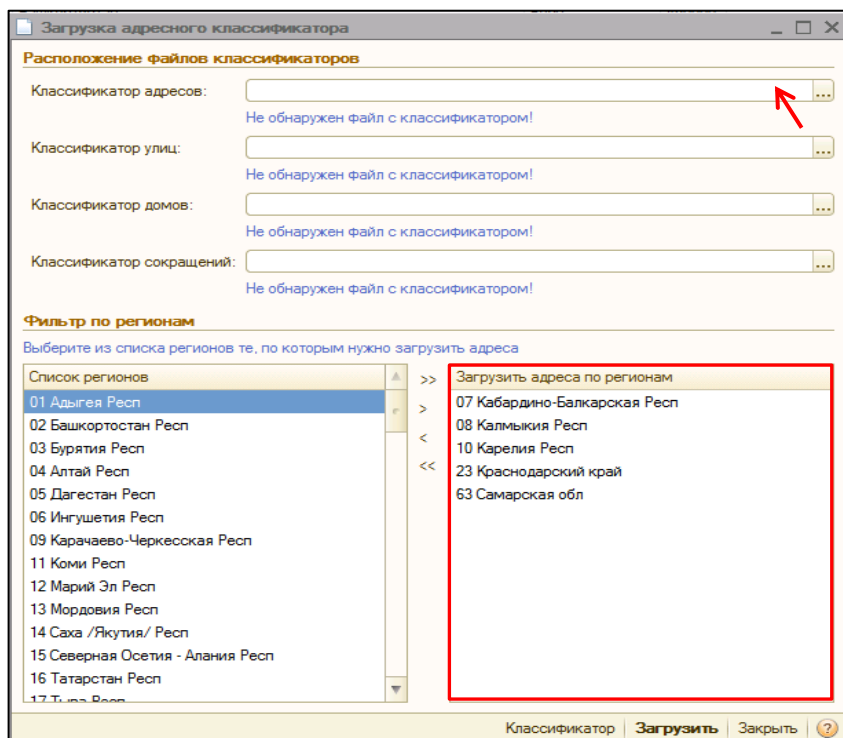 Загрузка адресного классификатора
Расположение файлов классификаторов
Классификатор адресов:
...
Не обнаружен файл с классификатором!
Классификатор улиц:
...
Не обнаружен файл с классификатором!
Классификатор домов:
...
Не обнаружен файл с классификатором!
Классификатор сокращений:
...
Не обнаружен файл с классификатором!
Фильтр по регионам
Выберите из списка регионов те, по которым нужно загрузить адреса
Список регионов
01 Адыгея Респ
02 Башкортостан Респ
03 Бурятия Респ
04 Алтай Респ
05 Дагестан Респ
06 Ингушетия Респ
09 Карачаево-Черкесская Респ
11 Коми Респ
12 Марий Эл Респ
13 Мордовия Респ
14 Саха /Якутия/ Респ
15 Северная Осетия - Алания Респ
16 Татарстан Респ
17 Тыва Респ
>>
>
<
<<
Загрузить адреса по регионам
07 Кабардино-Балкарская Респ
08 Калмыкия Респ
10 Карелия Респ
23 Краснодарский край
63 Самарская обл
Классификатор Загрузить Закрыть ?